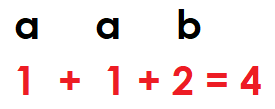 a a b
1 + 1 + 2 = 4